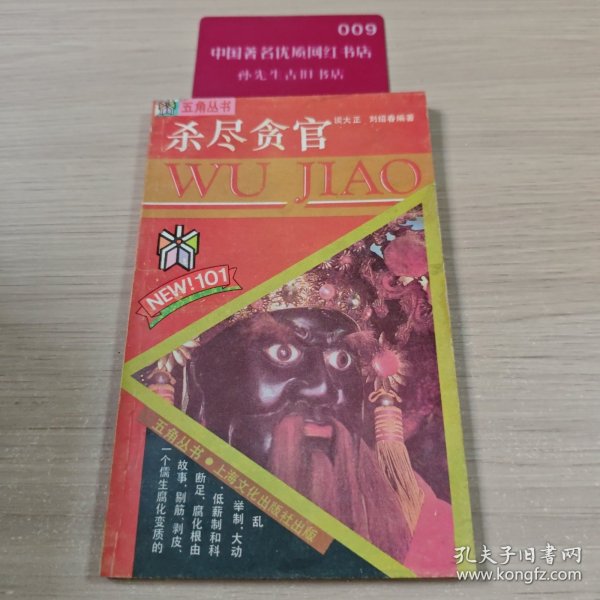 009
中国著名优质网红书店
孙先生古旧书店
五角丛书
杀尽贪官
谈大正 刘绍春编著
WU JIAO
NEW! 101
五角丛书●上海文化出版社出版
一个儒生腐化变质的
故事,剔筋、剥皮、
断足、腐化根由
、低薪制和科
举制,大动
乱
孔夫子旧书网
www.kongfz.com